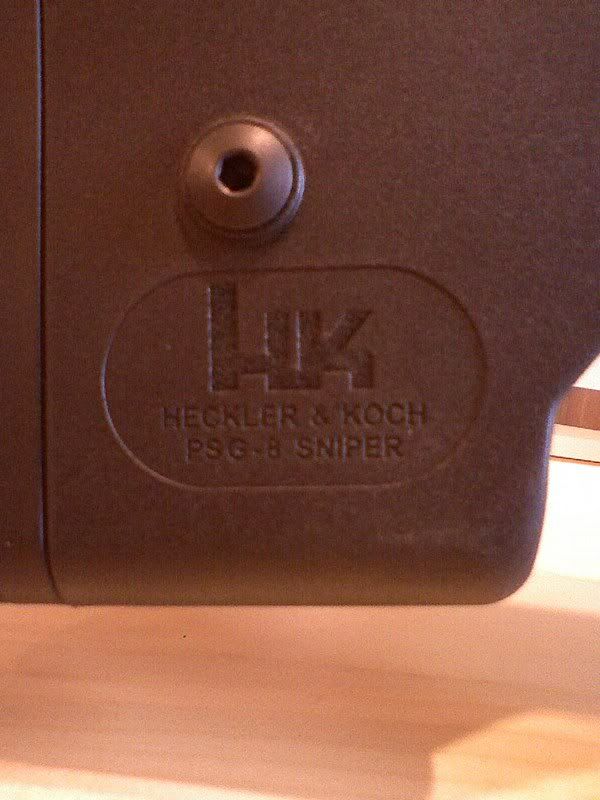 HK
HECKLER & KOCH
PSG-8 SNIPER